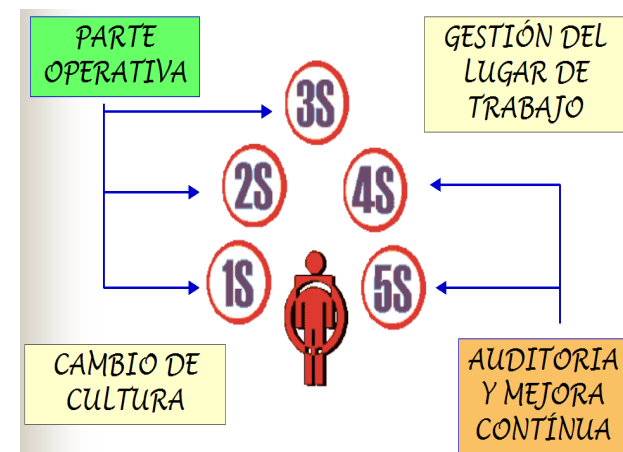 PARTE
OPERATIVA
GESTIÓN DEL
LUGAR DE
TRABAJO
3S
2S
4S
1S
5S
CAMBIO DE
CULTURA
AUDITORIA
Y MEJORA
CONTÍNUA